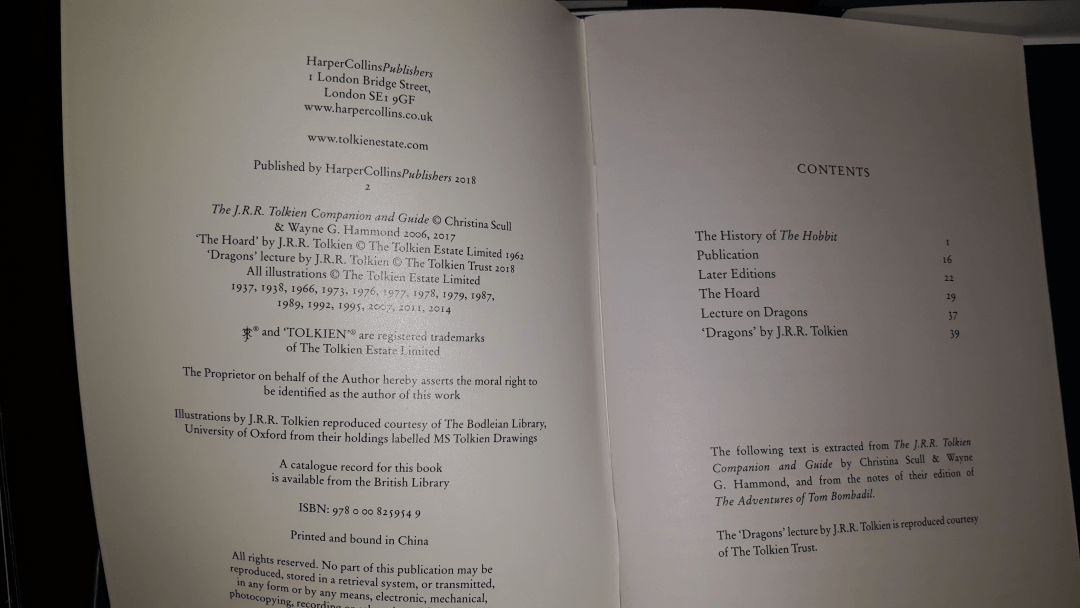 HarperCollinsPublishers
1 London Bridge Street,
London SE1 9GF
www.harpercollins.co.uk
www.tolkienestate.com
Published by HarperCollinsPublishers 2018
2
The J.R.R. Tolkien Companion and Guide © Christina Scull
& Wayne G. Hammond 2006, 2017
‘The Hoard’ by J.R.R. Tolkien © The Tolkien Estate Limited 1962
‘Dragons’ lecture by J.R.R. Tolkien © The Tolkien Trust 2018
All illustrations © The Tolkien Estate Limited
1937, 1938, 1966, 1973, 1976, 1977, 1978, 1979, 1987,
1989, 1992, 1995, 2007, 2011, 2014
® and ‘TOLKIEN’® are registered trademarks
of The Tolkien Estate Limited
The Proprietor on behalf of the Author hereby asserts the moral right to
be identified as the author of this work
Illustrations by J.R.R. Tolkien reproduced courtesy of The Bodleian Library,
University of Oxford from their holdings labelled MS Tolkien Drawings
A catalogue record for this book
is available from the British Library
ISBN: 978 0 00 825954 9
Printed and bound in China
All rights reserved. No part of this publication may be
reproduced, stored in a retrieval system, or transmitted,
in any form or by any means, electronic, mechanical,
photocopying, recording
CONTENTS
The History of The Hobbit 1
Publication 16
Later Editions 22
The Hoard 29
Lecture on Dragons 37
‘Dragons’ by J.R.R. Tolkien 39
The following text is extracted from The J.R.R. Tolkien
Companion and Guide by Christina Scull & Wayne
G. Hammond, and from the notes of their edition of
The Adventures of Tom Bombadil.
The ‘Dragons’ lecture by J.R.R. Tolkien is reproduced courtesy
of The Tolkien Trust.